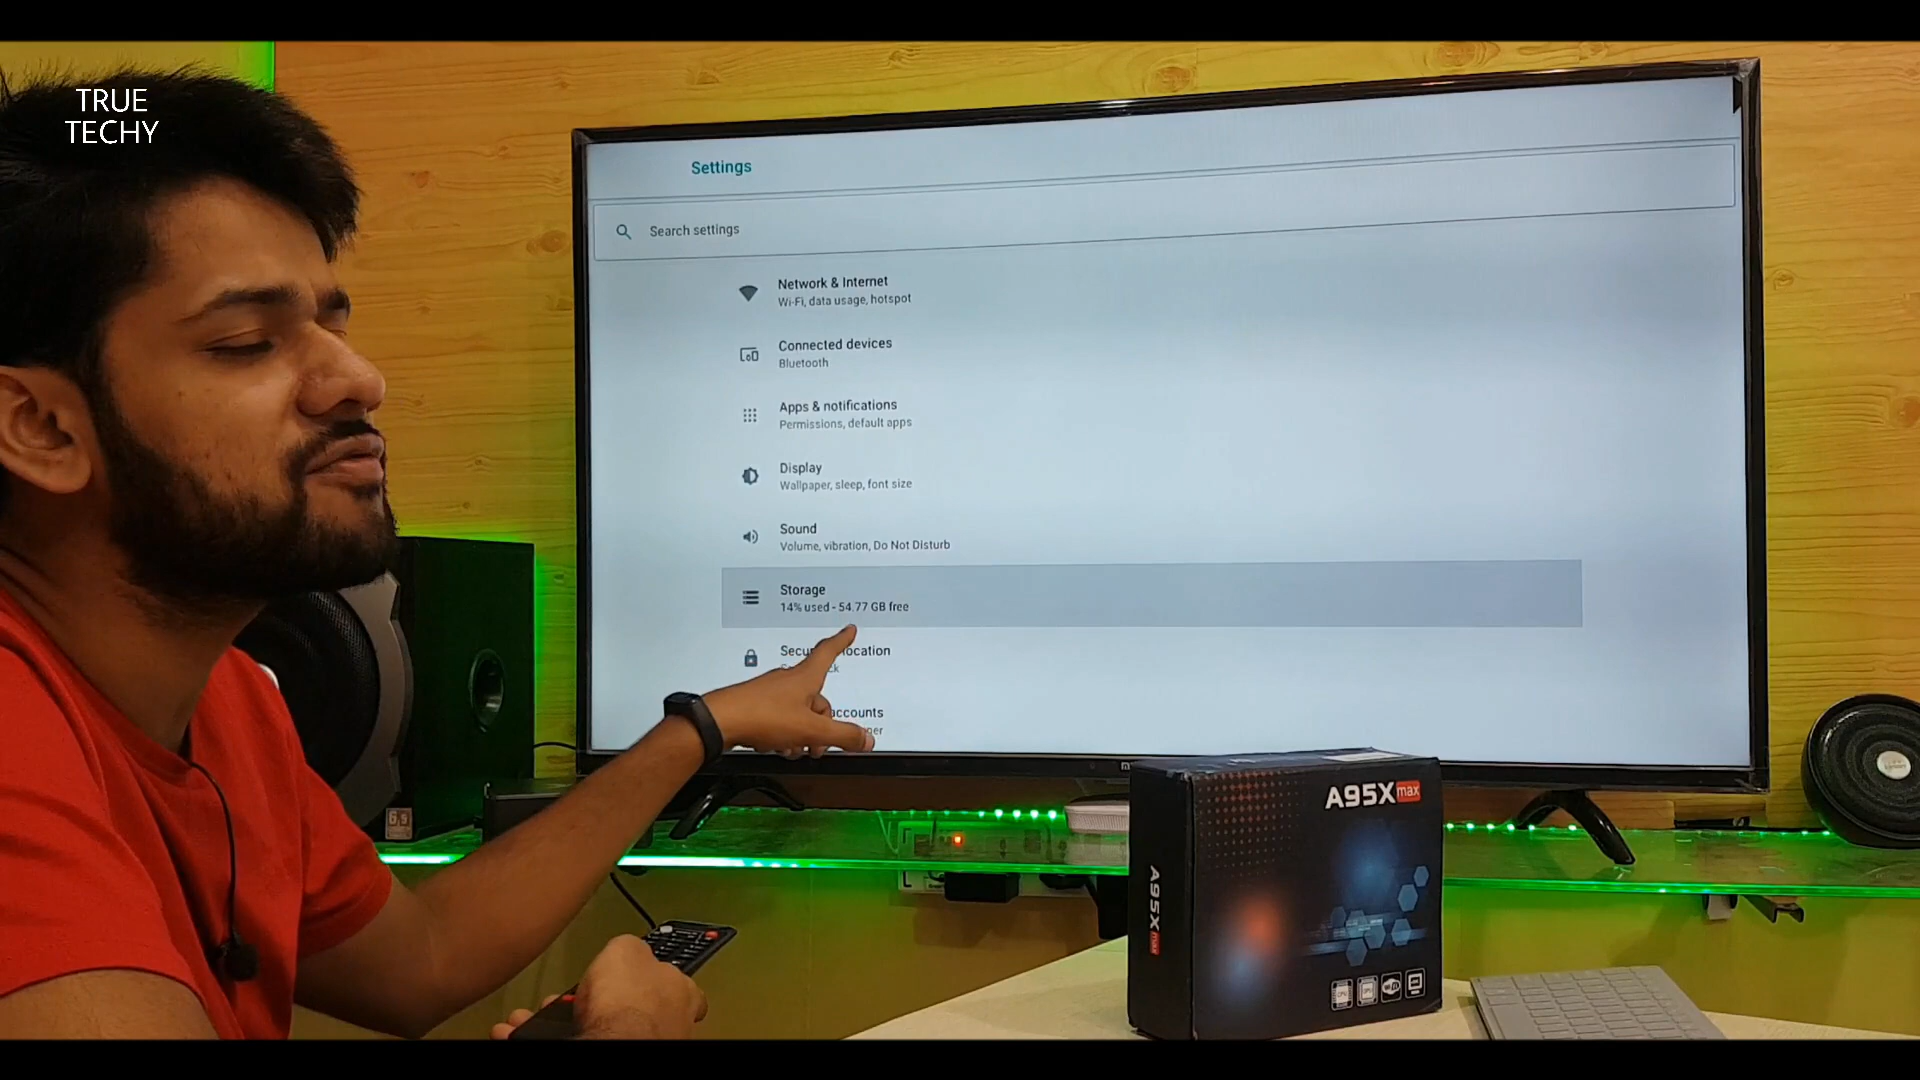 TRUE
TECHY
Settings
Search settings
Network & Internet
Wi-Fi, data usage, hotspot
Connected devices
Bluetooth
Apps & notifications
Permissions, default apps
Display
Wallpaper, sleep, font size
Sound
Volume, vibration, Do Not Disturb
Storage
14% used - 54.77 GB free
location
accounts
A95X max
A95X max